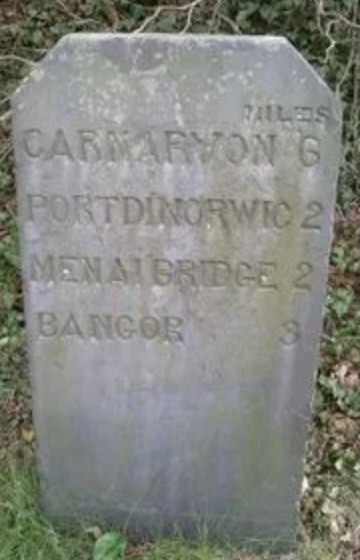 MILES
CARNARVON 6
PORTDINORWIC 2
MENAI BRIDGE 2
BANGOR 3